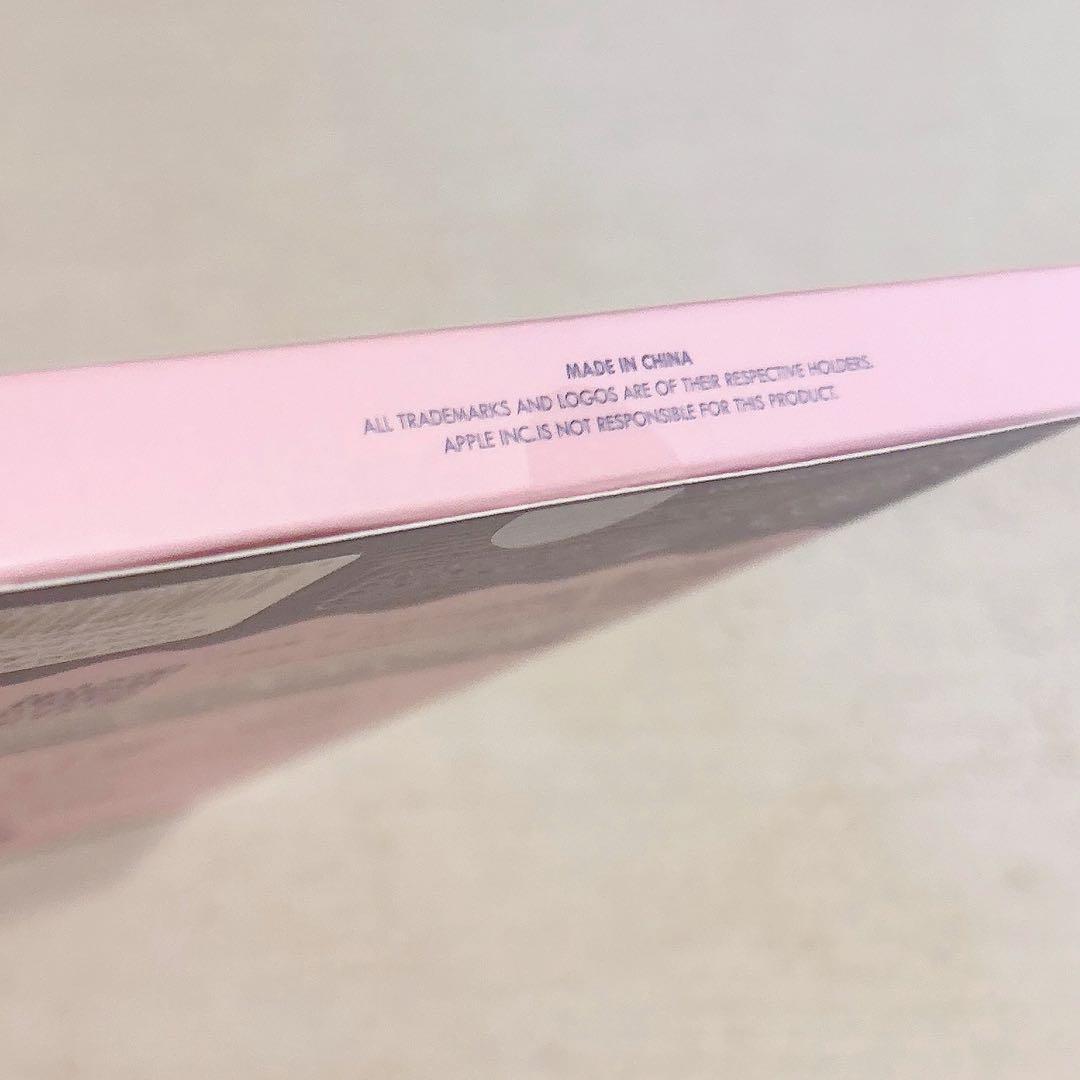 MADE IN CHINA
ALL TRADEMARKS AND LOGOS ARE OF THEIR RESPECTIVE HOLDERS.
APPLE INC.IS NOT RESPONSIBLE FOR THIS PRODUCT.